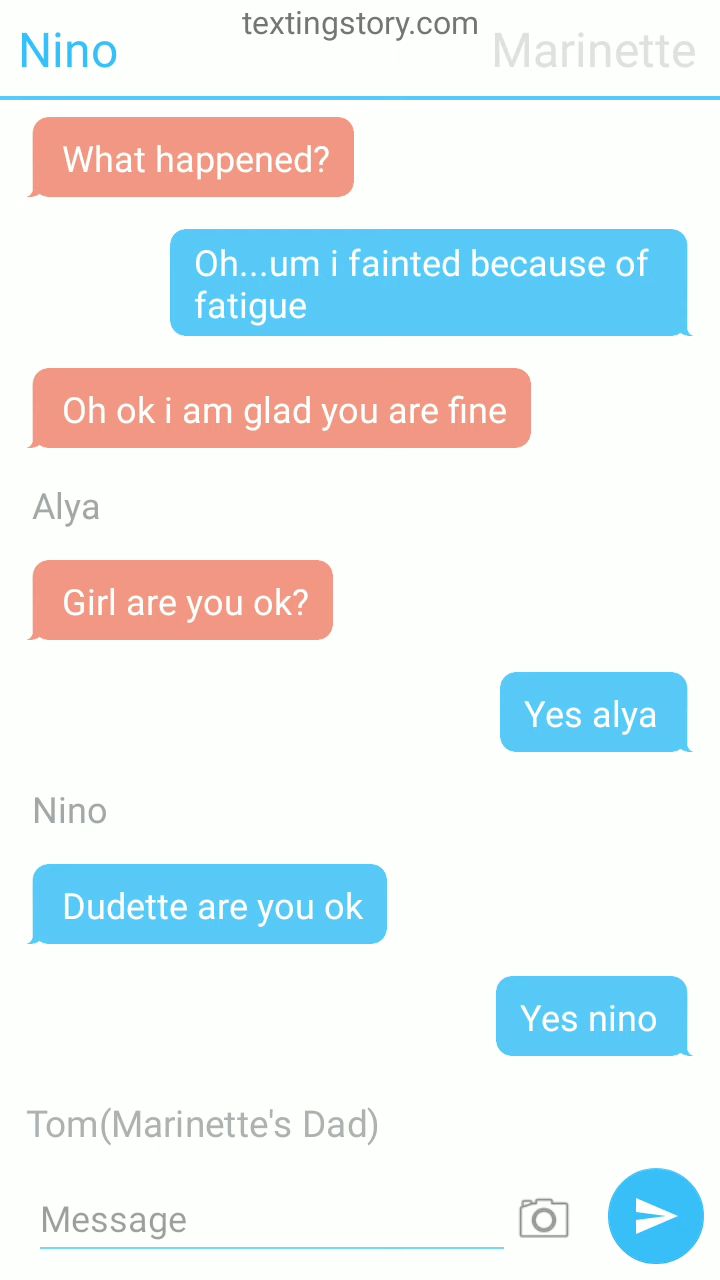 textingstory.com
Nino
Marinette
What happened?
Oh...um i fainted because of
fatigue
Oh ok i am glad you are fine
Alya
Girl are you ok?
Yes alya
Nino
Dudette are you ok
Yes nino
Tom(Marinette's Dad)
Message